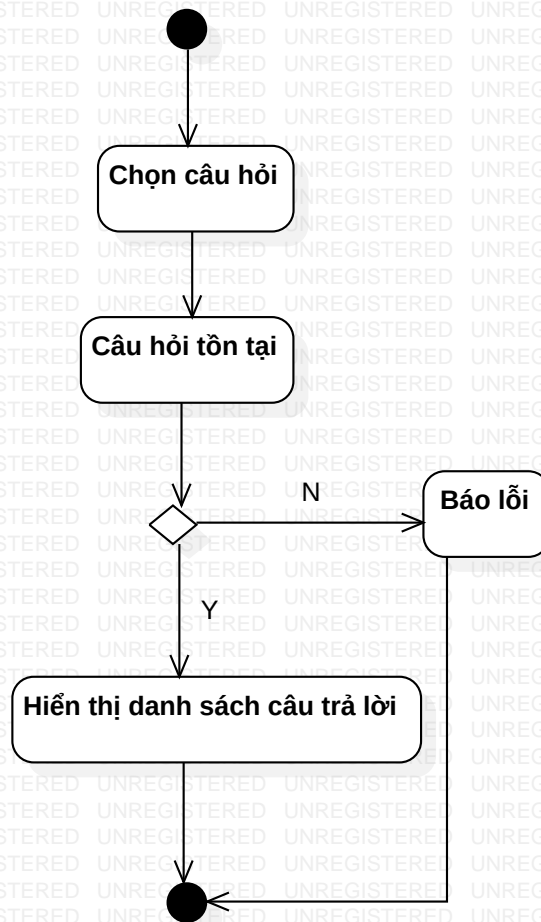 Chọn câu hỏi
Câu hỏi tồn tại
N
Báo lỗi
Y
Hiển thị danh sách câu trả lời